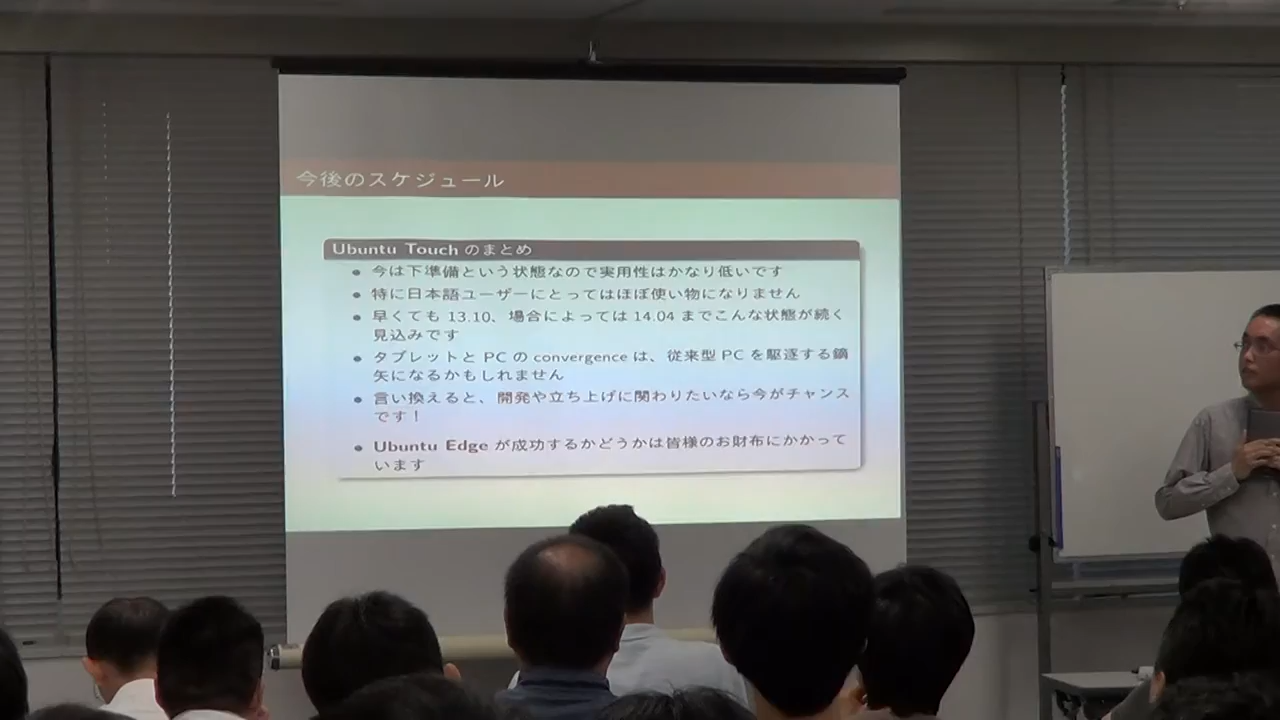 今後のスケジュール
Ubuntu Touch のまとめ
今は下準備という状態なので実用性はかなり低いです
特に日本語ユーザーにとってはほぼ使い物になりません
早くても 13.10、場合によっては 14.04 までこんな状態が続く
見込みです
タブレットと PC の convergence は、従来型 PC を駆逐する鏑
矢になるかもしれません
言い換えると、開発や立ち上げに関わりたいなら今がチャンス
です！
Ubuntu Edge が成功するかどうかは皆様のお財布にかかって
います